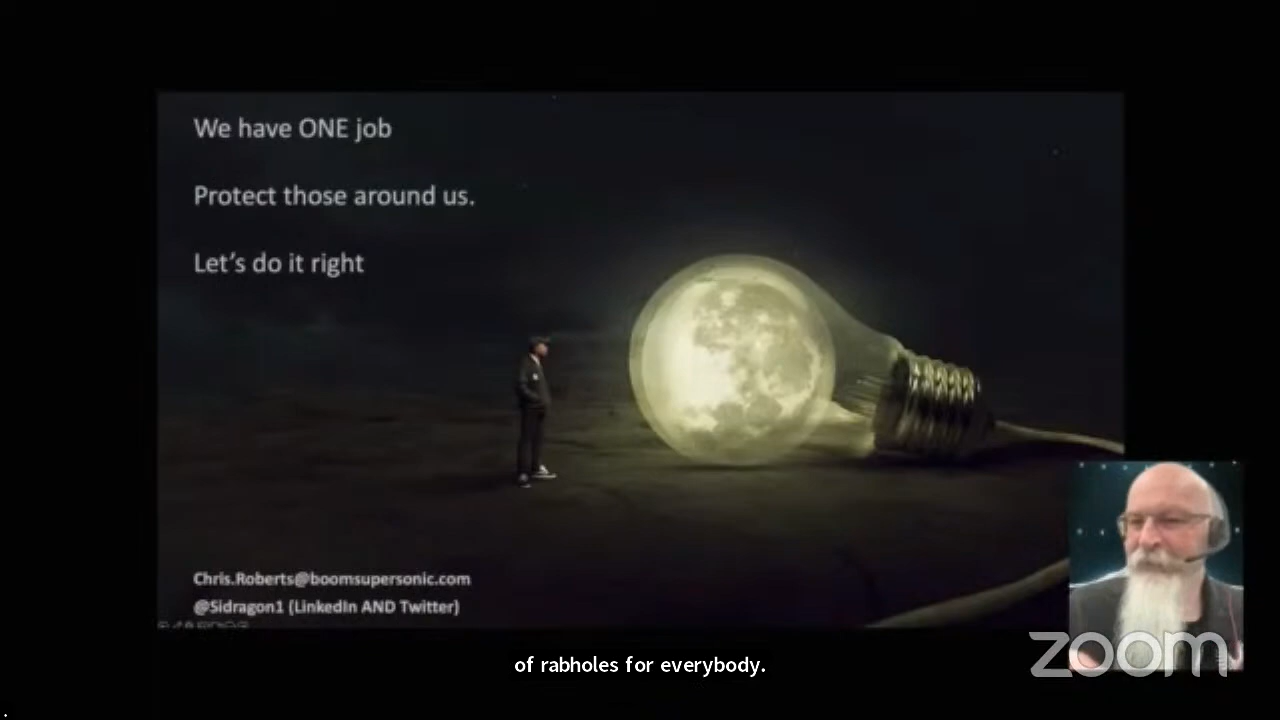 We have ONE job
Protect those around us.
Let's do it right
Chris.Roberts@boomsupersonic.com
@Sidragon1 (LinkedIn AND Twitter)
of rabholes for everybody.
zoom